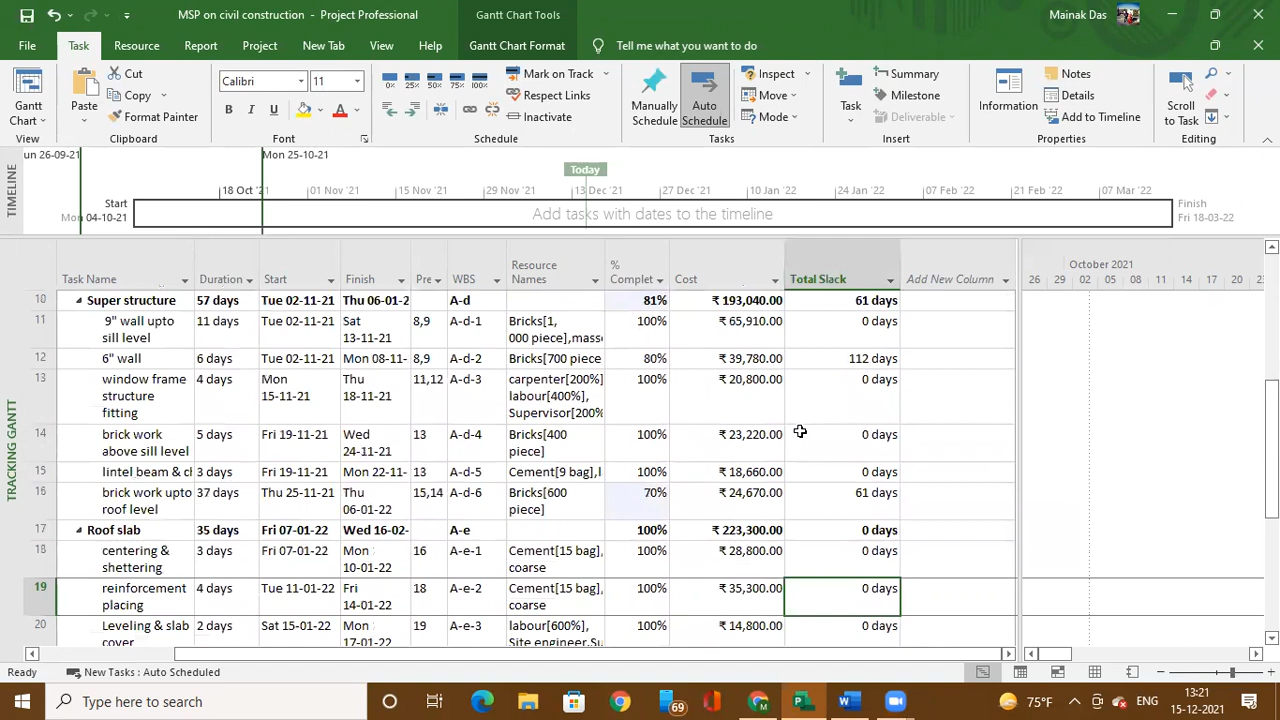 MSP on civil construction - Project Professional
Gantt Chart Tools
Mainak Das
File Task Resource Report Project New Tab View Help Gantt Chart Format Tell me what you want to do
Gantt Chart
View
Paste
Cut
Copy
Format Painter
Clipboard
Calibri 11
B I U A
Font
0% 25% 50% 75% 100%
Mark on Track
Respect Links
Inactivate
Schedule
Manually Schedule
Auto Schedule
Inspect
Move
Mode
Tasks
Task
Summary
Milestone
Deliverable
Insert
Information
Notes
Details
Add to Timeline
Properties
Scroll to Task
Editing
TIMELINE
un 26-09-21 Mon 25-10-21
Today
18 Oct '21 01 Nov '21 15 Nov '21 29 Nov '21 13 Dec '21 27 Dec '21 10 Jan '22 24 Jan '22 07 Feb '22 21 Feb '22 07 Mar '22
Start
Mon 04-10-21
Add tasks with dates to the timeline
Finish
Fri 18-03-22
TRACKING GANTT
Task Name Duration Start Finish Pre WBS Resource Names % Complet Cost Total Slack Add New Column
October 2021
26 29 02 05 08 11 14 17 20 23
10 Super structure 57 days Tue 02-11-21 Thu 06-01-2 A-d 81% ₹ 193,040.00 61 days
11 9" wall upto sill level 11 days Tue 02-11-21 Sat 13-11-21 8,9 A-d-1 Bricks[1, 000 piece],mass 100% ₹ 65,910.00 0 days
12 6" wall 6 days Tue 02-11-21 Mon 08-11- 8,9 A-d-2 Bricks[700 piece 80% ₹ 39,780.00 112 days
13 window frame structure fitting 4 days Mon 15-11-21 Thu 18-11-21 11,12 A-d-3 carpenter[200%] labour[400%], Supervisor[200% 100% ₹ 20,800.00 0 days
14 brick work above sill level 5 days Fri 19-11-21 Wed 24-11-21 13 A-d-4 Bricks[400 piece] 100% ₹ 23,220.00 0 days
15 lintel beam & ch 3 days Fri 19-11-21 Mon 22-11- 13 A-d-5 Cement[9 bag],l 100% ₹ 18,660.00 0 days
16 brick work upto roof level 37 days Thu 25-11-21 Thu 06-01-22 15,14 A-d-6 Bricks[600 piece] 70% ₹ 24,670.00 61 days
17 Roof slab 35 days Fri 07-01-22 Wed 16-02- A-e 100% ₹ 223,300.00 0 days
18 centering & shettering 3 days Fri 07-01-22 Mon 10-01-22 16 A-e-1 Cement[15 bag], coarse 100% ₹ 28,800.00 0 days
19 reinforcement placing 4 days Tue 11-01-22 Fri 14-01-22 18 A-e-2 Cement[15 bag], coarse 100% ₹ 35,300.00 0 days
20 Leveling & slab cover 2 days Sat 15-01-22 Mon 17-01-22 19 A-e-3 labour[600%], Site engineer,Su 100% ₹ 14,800.00 0 days
Ready New Tasks : Auto Scheduled
Type here to search
69
75°F
ENG
13:21
15-12-2021